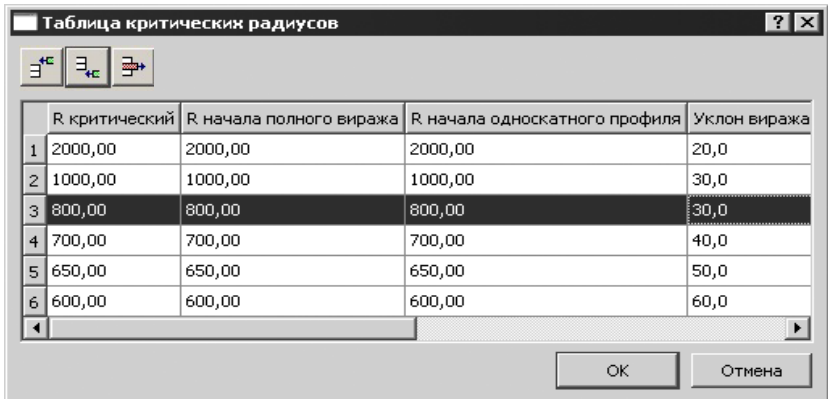 Таблица критических радиусов
R критический R начала полного виража R начала односкатного профиля Уклон виража
1 2000,00 2000,00 2000,00 20,0
2 1000,00 1000,00 1000,00 30,0
3 800,00 800,00 800,00 30,0
4 700,00 700,00 700,00 40,0
5 650,00 650,00 650,00 50,0
6 600,00 600,00 600,00 60,0
OK Отмена